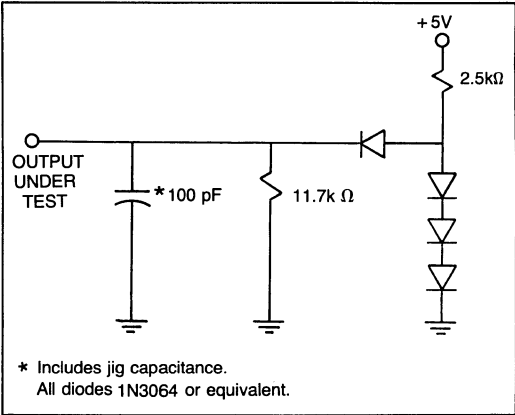 +5V
2.5kΩ
OUTPUT
UNDER
TEST
* 100 pF
11.7k Ω
* Includes jig capacitance.
All diodes 1N3064 or equivalent.